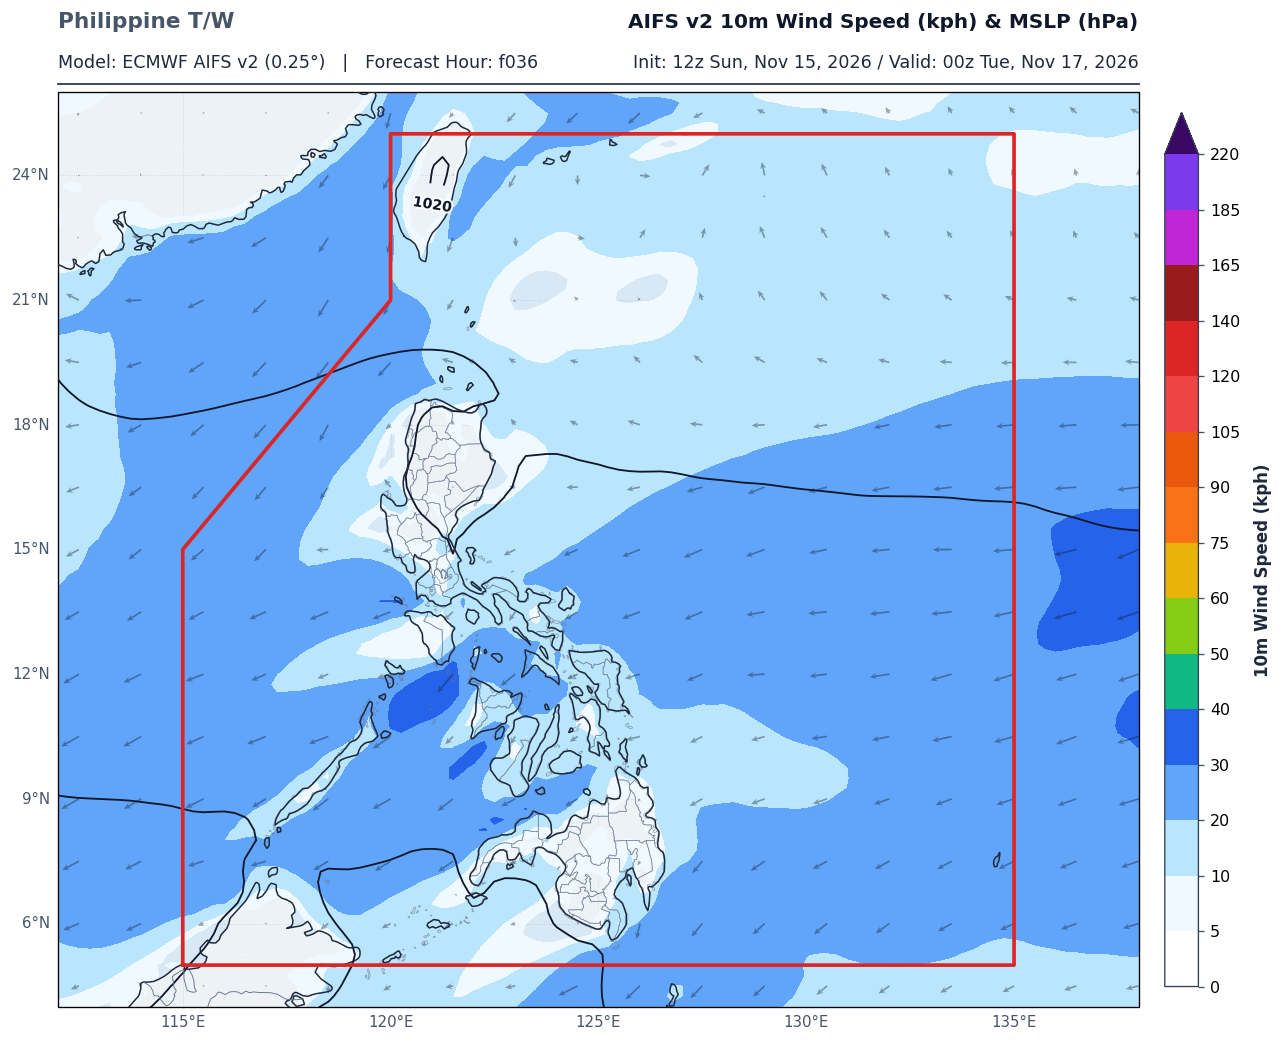 Philippine T/W
AIFS v2 10m Wind Speed (kph) & MSLP (hPa)
Model: ECMWF AIFS v2 (0.25°)   |   Forecast Hour: f036
Init: 12z Sun, Nov 15, 2026 / Valid: 00z Tue, Nov 17, 2026
24°N
21°N
18°N
15°N
12°N
9°N
6°N
1020
115°E
120°E
125°E
130°E
135°E
220
185
165
140
120
105
90
75
60
50
40
30
20
10
5
0
10m Wind Speed (kph)